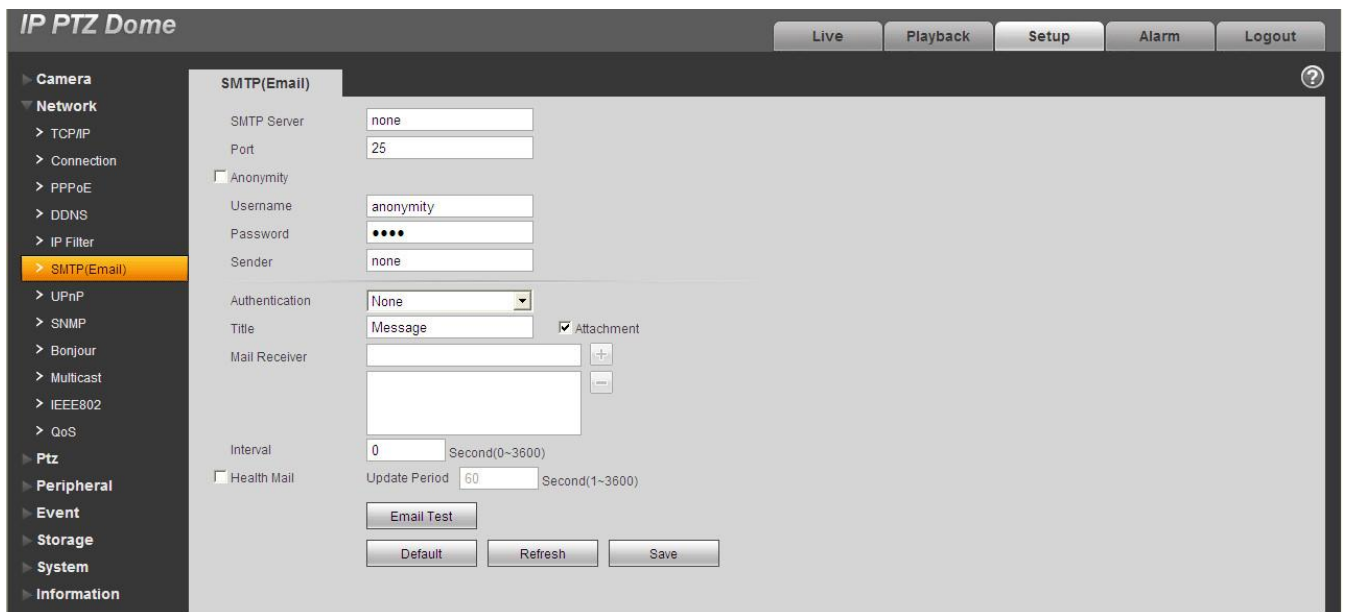 IP PTZ Dome
Live Playback Setup Alarm Logout
Camera
Network
> TCP/IP
> Connection
> PPPoE
> DDNS
> IP Filter
> SMTP(Email)
> UPnP
> SNMP
> Bonjour
> Multicast
> IEEE802
> QoS
Ptz
Peripheral
Event
Storage
System
Information
SMTP(Email)
?
SMTP Server none
Port 25
Anonymity
Username anonymity
Password ••••
Sender none
Authentication None
Title Message Attachment
Mail Receiver +
−
Interval 0 Second(0~3600)
Health Mail Update Period 60 Second(1~3600)
Email Test
Default Refresh Save